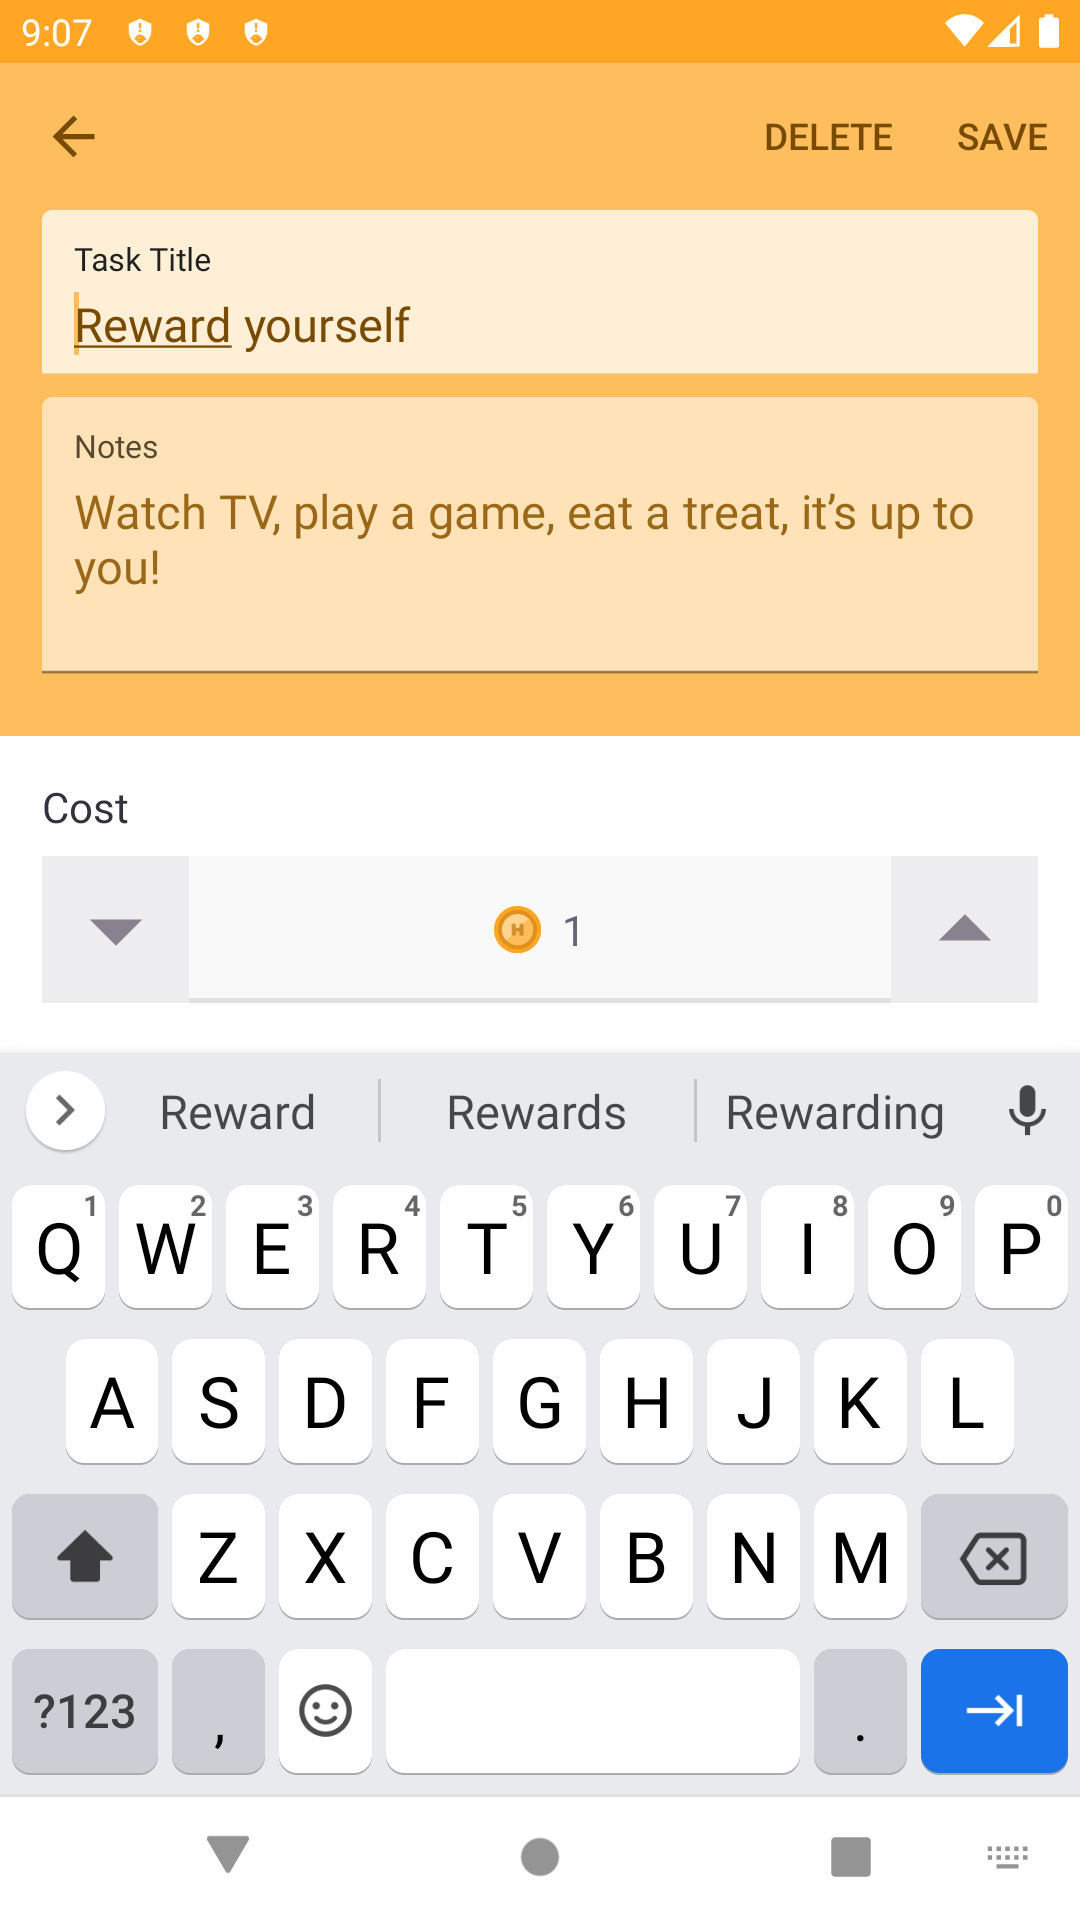 9:07
DELETE SAVE
Task Title
Reward yourself
Notes
Watch TV, play a game, eat a treat, it’s up to
you!
Cost
1
Reward Rewards Rewarding
1 2 3 4 5 6 7 8 9 0
Q W E R T Y U I O P
A S D F G H J K L
Z X C V B N M
?123 , .